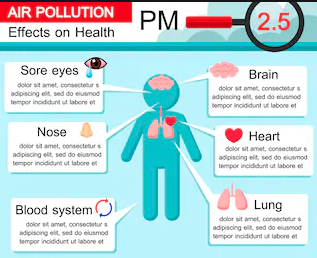 AIR POLLUTION
Effects on Health
PM 2.5
Sore eyes
dolor sit amet, consectetur s
adipiscing elit, sed do eiusmod
tempor incididunt ut labore et
Brain
dolor sit amet, consectetur s
adipiscing elit, sed do eiusmod
tempor incididunt ut labore et
Nose
dolor sit amet, consectetur s
adipiscing elit, sed do eiusmod
tempor incididunt ut labore et
Heart
dolor sit amet, consectetur s
adipiscing elit, sed do eiusmod
tempor incididunt ut labore et
Blood system
dolor sit amet, consectetur s
adipiscing elit, sed do eiusmod
tempor incididunt ut labore et
Lung
dolor sit amet, consectetur s
adipiscing elit, sed do eiusmod
tempor incididunt ut labore et